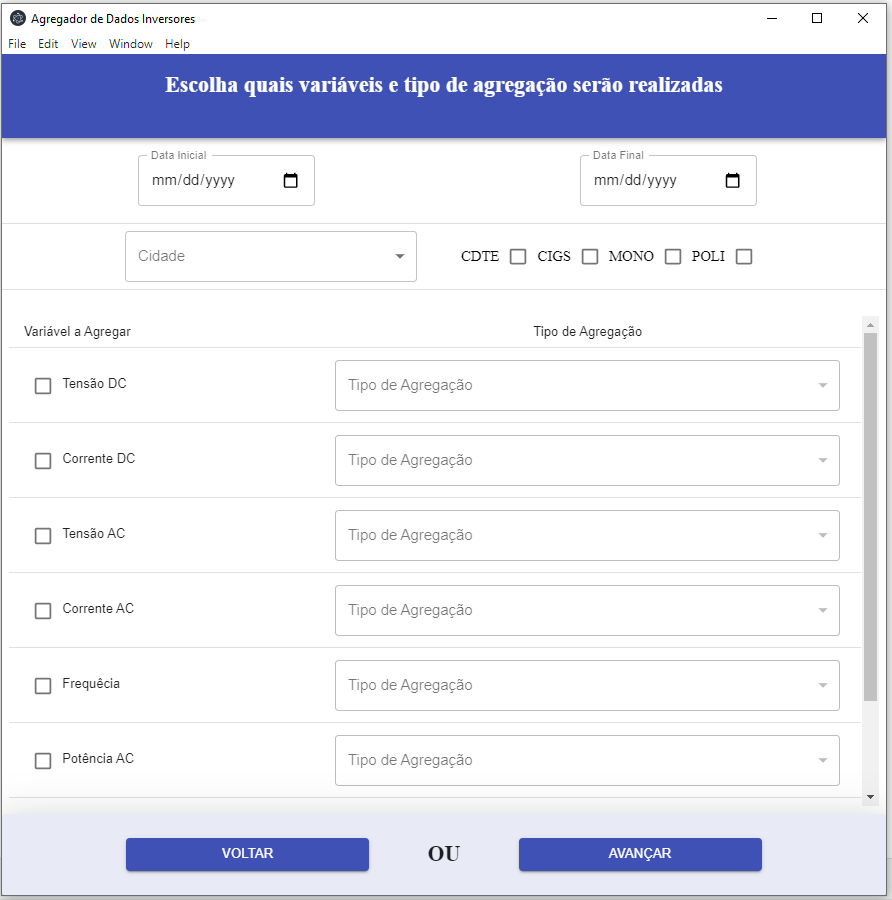 Agregador de Dados Inversores
File Edit View Window Help
Escolha quais variáveis e tipo de agregação serão realizadas
Data Inicial Data Final
mm/dd/yyyy mm/dd/yyyy
Cidade CDTE CIGS MONO POLI
Variável a Agregar Tipo de Agregação
Tensão DC Tipo de Agregação
Corrente DC Tipo de Agregação
Tensão AC Tipo de Agregação
Corrente AC Tipo de Agregação
Frequêcia Tipo de Agregação
Potência AC Tipo de Agregação
VOLTAR OU AVANÇAR